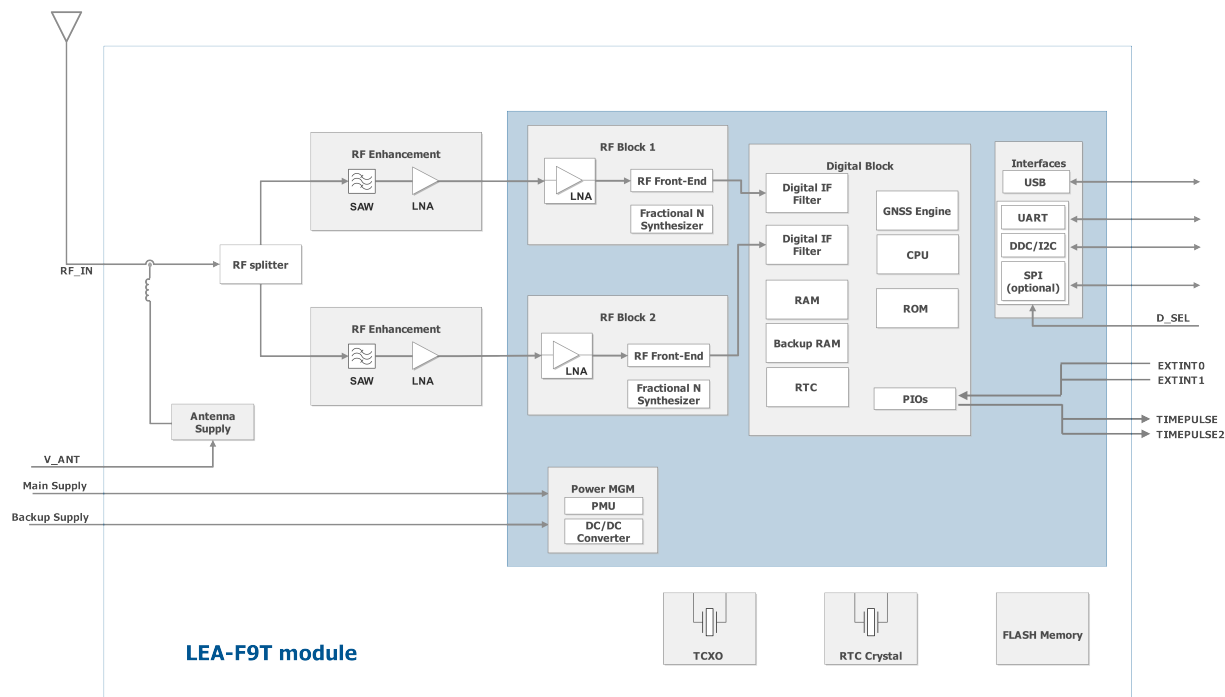 RF_IN
RF splitter
RF Enhancement
SAW
LNA
RF Enhancement
SAW
LNA
Antenna
Supply
V_ANT
Main Supply
Backup Supply
RF Block 1
LNA
RF Front-End
Fractional N
Synthesizer
RF Block 2
LNA
RF Front-End
Fractional N
Synthesizer
Digital Block
Digital IF
Filter
Digital IF
Filter
RAM
Backup RAM
RTC
GNSS Engine
CPU
ROM
PIOs
Interfaces
USB
UART
DDC/I2C
SPI
(optional)
D_SEL
EXTINT0
EXTINT1
TIMEPULSE
TIMEPULSE2
Power MGM
PMU
DC/DC
Converter
TCXO
RTC Crystal
FLASH Memory
LEA-F9T module